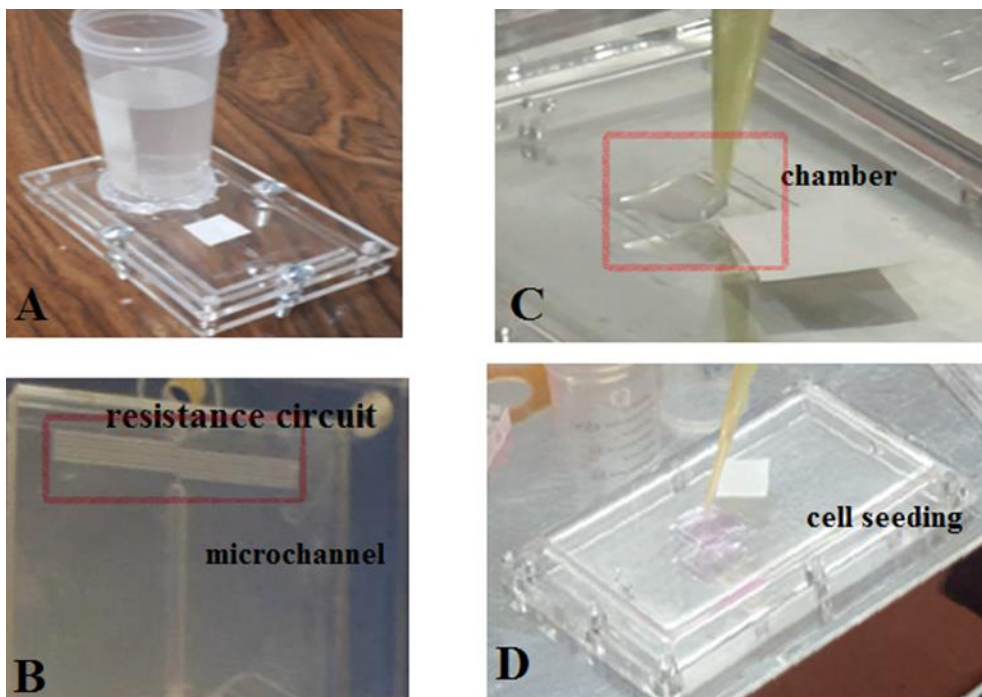 A
chamber
C
resistance circuit
microchannel
B
cell seeding
D